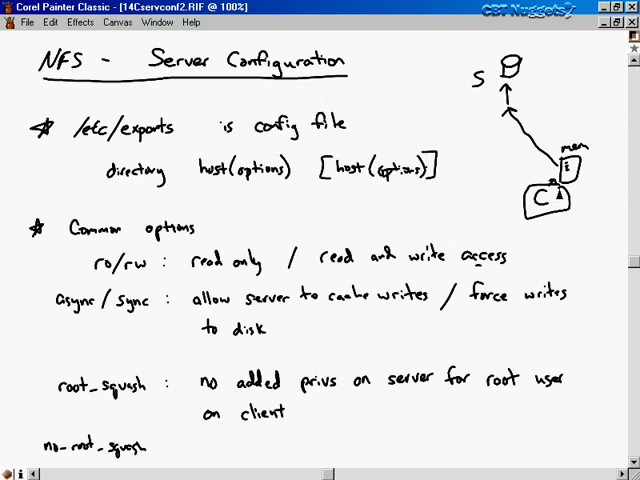 Corel Painter Classic - [14Cservconf2.RIF @ 100%]
CBT Nuggets
File Edit Effects Canvas Window Help
NFS - Server Configuration
S
* /etc/exports is config file
mem
i
directory host(options) [host(options)]
C
* Common options
ro/rw : read only / read and write access
async/sync : allow server to cache writes / force writes
to disk
root_squash : no added privs on server for root user
on client
no_root_squash